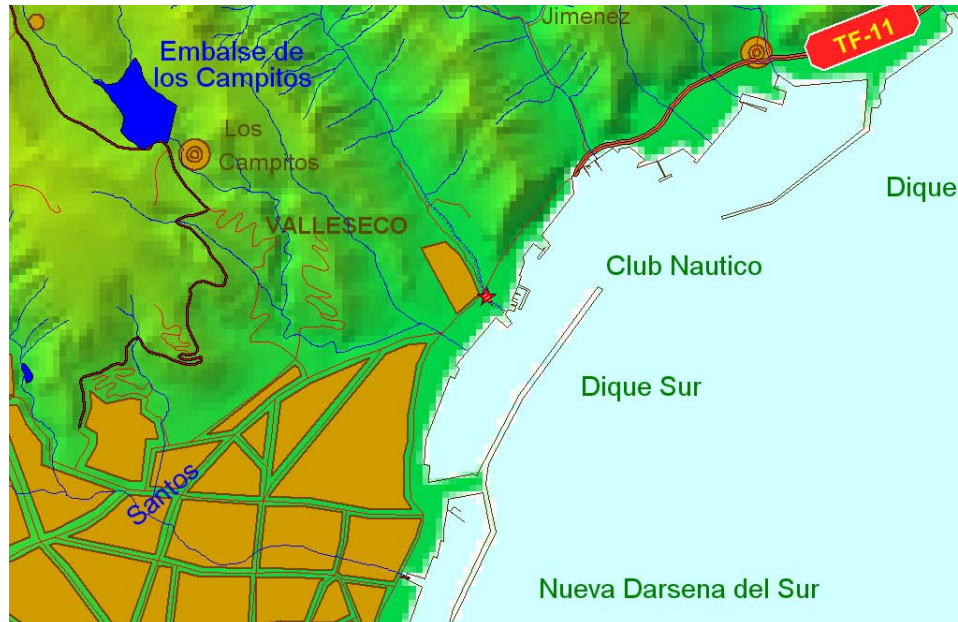 Jimenez
TF-11
Embalse de
los Campitos
Los
Campitos
Dique
VALLESECO
Club Nautico
Dique Sur
Santos
Nueva Darsena del Sur